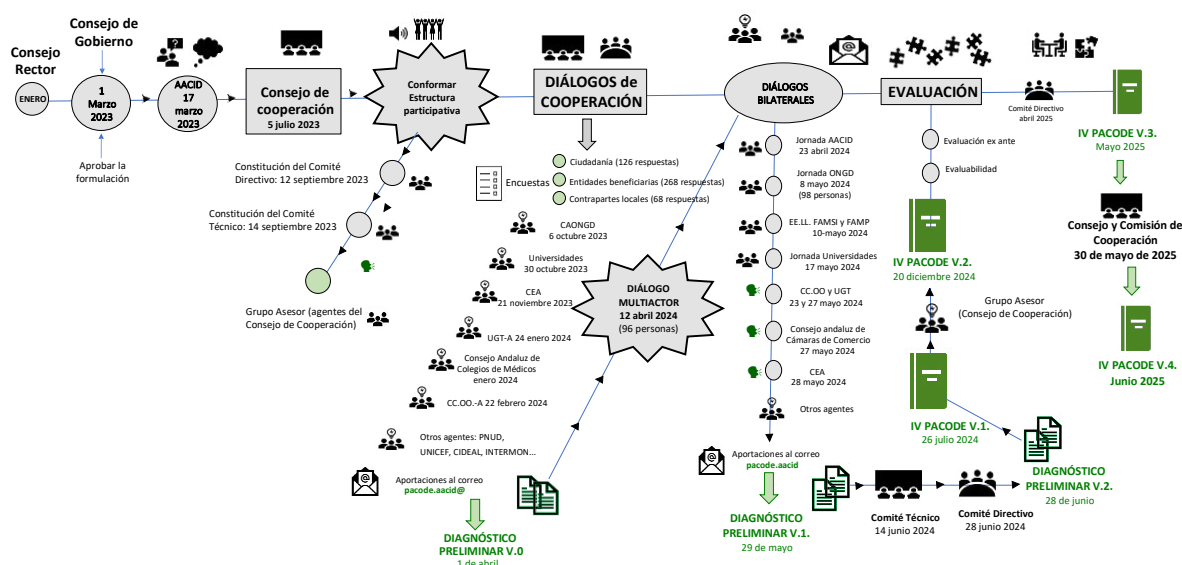 Consejo de
Gobierno
Consejo
Rector
ENERO
1
Marzo
2023
Aprobar la
formulación
AACID
17
marzo
2023
Consejo de
cooperación
5 julio 2023
Conformar
Estructura
participativa
Constitución del Comité
Directivo: 12 septiembre 2023
Constitución del Comité
Técnico: 14 septiembre 2023
Grupo Asesor (agentes del
Consejo de Cooperación)
DIÁLOGOS de
COOPERACIÓN
Encuestas
Ciudadanía (126 respuestas)
Entidades beneficiarias (268 respuestas)
Contrapartes locales (68 respuestas)
CAONGD
6 octubre 2023
Universidades
30 octubre 2023
CEA
21 noviembre 2023
UGT-A 24 enero 2024
Consejo Andaluz de
Colegios de Médicos
enero 2024
CC.OO.-A 22 febrero 2024
Otros agentes: PNUD,
UNICEF, CIDEAL, INTERMON...
Aportaciones al correo
pacode.aacid@
DIAGNÓSTICO
PRELIMINAR V.0
1 de abril
DIÁLOGO
MULTIACTOR
12 abril 2024
(96 personas)
DIÁLOGOS
BILATERALES
Jornada AACID
23 abril 2024
Jornada ONGD
8 mayo 2024
(98 personas)
EE.LL. FAMSI y FAMP
10-mayo 2024
Jornada Universidades
17 mayo 2024
CC.OO y UGT
23 y 27 mayo 2024
Consejo andaluz de
Cámaras de Comercio
27 mayo 2024
CEA
28 mayo 2024
Otros agentes
Aportaciones al correo
pacode.aacid
DIAGNÓSTICO
PRELIMINAR V.1.
29 de mayo
Comité Técnico
14 junio 2024
Comité Directivo
28 junio 2024
DIAGNÓSTICO
PRELIMINAR V.2.
28 de junio
IV PACODE V.1.
26 julio 2024
Grupo Asesor
(Consejo de Cooperación)
IV PACODE V.2.
20 diciembre 2024
EVALUACIÓN
Evaluación ex ante
Evaluabilidad
Comité Directivo
abril 2025
IV PACODE V.3.
Mayo 2025
Consejo y Comisión de
Cooperación
30 de mayo de 2025
IV PACODE V.4.
Junio 2025